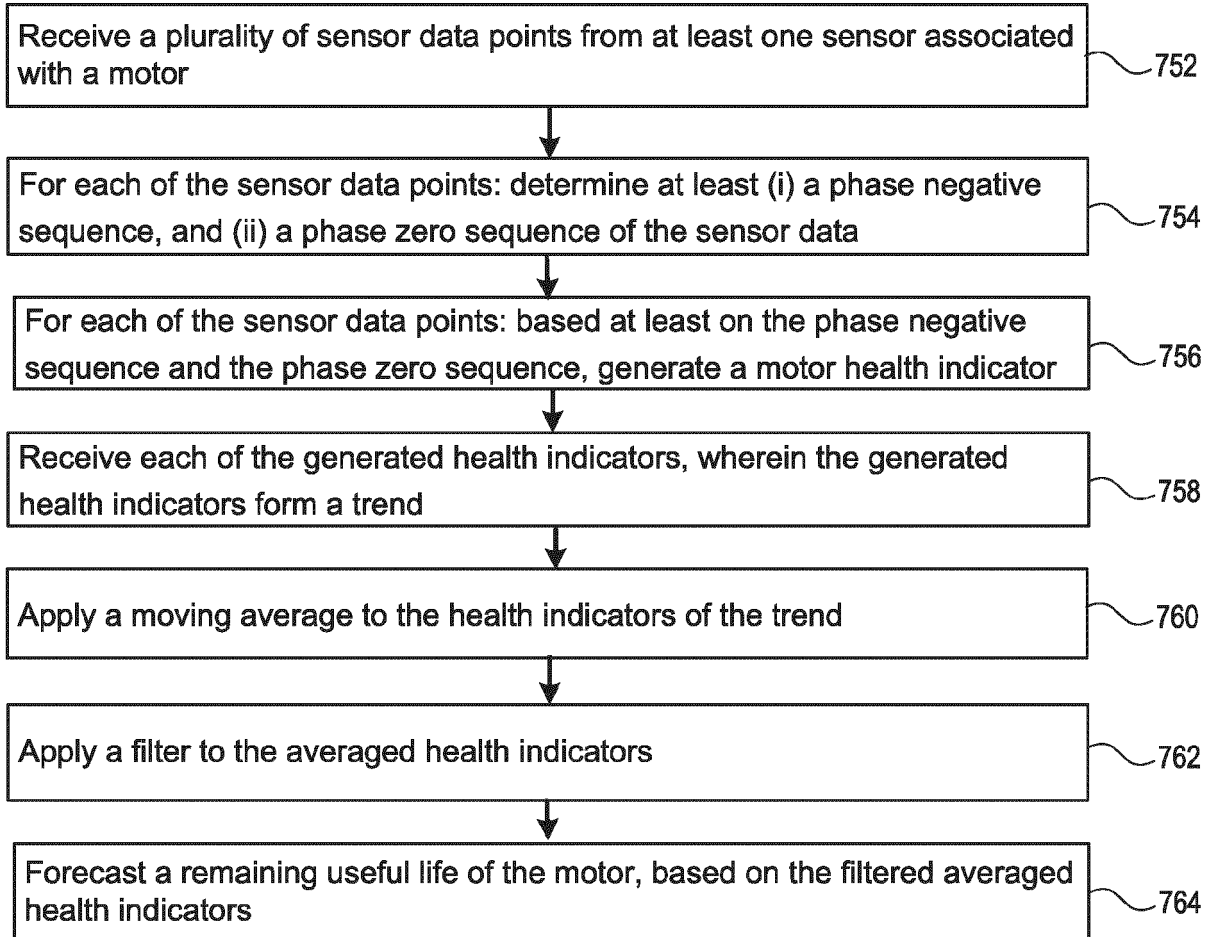 Receive a plurality of sensor data points from at least one sensor associated
with a motor
752
For each of the sensor data points: determine at least (i) a phase negative
sequence, and (ii) a phase zero sequence of the sensor data
754
For each of the sensor data points: based at least on the phase negative
sequence and the phase zero sequence, generate a motor health indicator
756
Receive each of the generated health indicators, wherein the generated
health indicators form a trend
758
Apply a moving average to the health indicators of the trend
760
Apply a filter to the averaged health indicators
762
Forecast a remaining useful life of the motor, based on the filtered averaged
health indicators
764